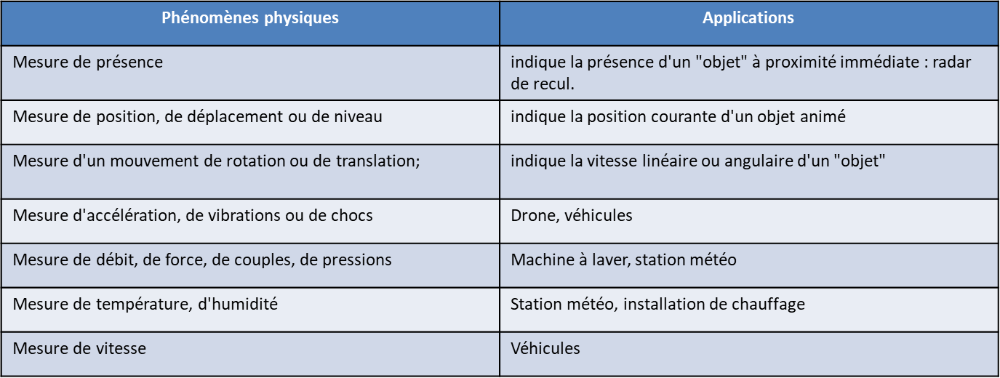 Phénomènes physiques
Applications
Mesure de présence
indique la présence d'un "objet" à proximité immédiate : radar
de recul.
Mesure de position, de déplacement ou de niveau
indique la position courante d'un objet animé
Mesure d'un mouvement de rotation ou de translation;
indique la vitesse linéaire ou angulaire d'un "objet"
Mesure d'accélération, de vibrations ou de chocs
Drone, véhicules
Mesure de débit, de force, de couples, de pressions
Machine à laver, station météo
Mesure de température, d'humidité
Station météo, installation de chauffage
Mesure de vitesse
Véhicules